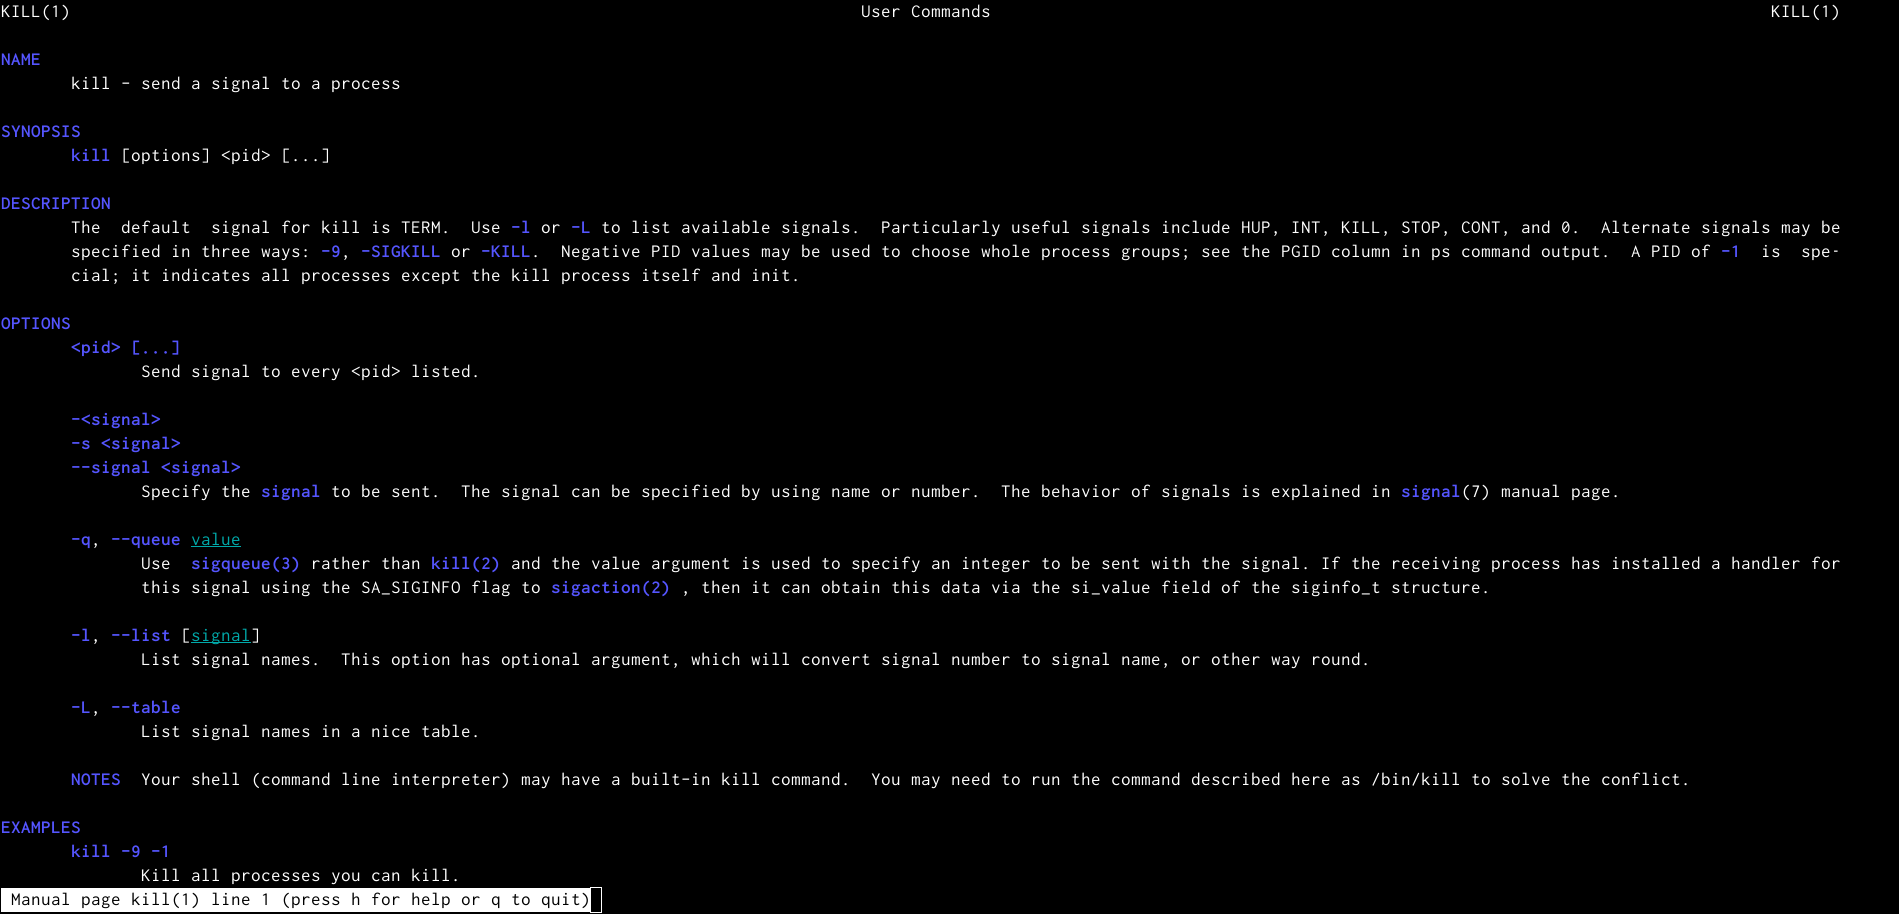 KILL(1) User Commands KILL(1)
NAME
kill - send a signal to a process
SYNOPSIS
kill [options] <pid> [...]
DESCRIPTION
The default signal for kill is TERM. Use -l or -L to list available signals. Particularly useful signals include HUP, INT, KILL, STOP, CONT, and 0. Alternate signals may be
specified in three ways: -9, -SIGKILL or -KILL. Negative PID values may be used to choose whole process groups; see the PGID column in ps command output. A PID of -1 is spe-
cial; it indicates all processes except the kill process itself and init.
OPTIONS
<pid> [...]
Send signal to every <pid> listed.
-<signal>
-s <signal>
--signal <signal>
Specify the signal to be sent. The signal can be specified by using name or number. The behavior of signals is explained in signal(7) manual page.
-q, --queue value
Use sigqueue(3) rather than kill(2) and the value argument is used to specify an integer to be sent with the signal. If the receiving process has installed a handler for
this signal using the SA_SIGINFO flag to sigaction(2) , then it can obtain this data via the si_value field of the siginfo_t structure.
-l, --list [signal]
List signal names. This option has optional argument, which will convert signal number to signal name, or other way round.
-L, --table
List signal names in a nice table.
NOTES Your shell (command line interpreter) may have a built-in kill command. You may need to run the command described here as /bin/kill to solve the conflict.
EXAMPLES
kill -9 -1
Kill all processes you can kill.
Manual page kill(1) line 1 (press h for help or q to quit)